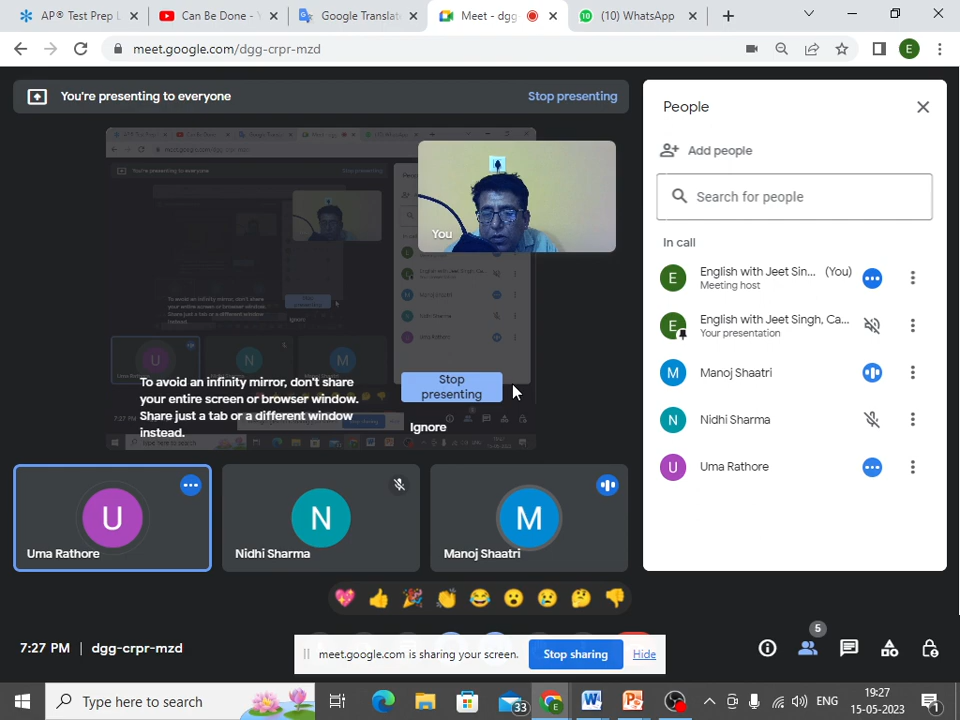 AP® Test Prep L
Can Be Done - Y
Google Translat
Meet - dgg-
(10) WhatsApp
meet.google.com/dgg-crpr-mzd
E
You're presenting to everyone
Stop presenting
You
To avoid an infinity mirror, don't share
your entire screen or browser window.
Share just a tab or a different window
instead.
Stop
presenting
Ignore
U
Uma Rathore
N
Nidhi Sharma
M
Manoj Shaatri
People
Add people
Search for people
In call
E
English with Jeet Sin... (You)
Meeting host
E
English with Jeet Singh, Ca...
Your presentation
M
Manoj Shaatri
N
Nidhi Sharma
U
Uma Rathore
7:27 PM | dgg-crpr-mzd
meet.google.com is sharing your screen.
Stop sharing
Hide
5
Type here to search
33
ENG
19:27
15-05-2023
1